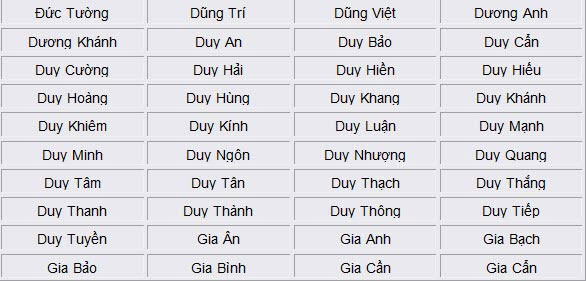 Đức Tường Dũng Trí Dũng Việt Dương Anh
Dương Khánh Duy An Duy Bảo Duy Cẩn
Duy Cường Duy Hải Duy Hiền Duy Hiếu
Duy Hoàng Duy Hùng Duy Khang Duy Khánh
Duy Khiêm Duy Kính Duy Luận Duy Mạnh
Duy Minh Duy Ngôn Duy Nhượng Duy Quang
Duy Tâm Duy Tân Duy Thạch Duy Thắng
Duy Thanh Duy Thành Duy Thông Duy Tiếp
Duy Tuyền Gia Ân Gia Anh Gia Bạch
Gia Bảo Gia Bình Gia Cần Gia Cẩn